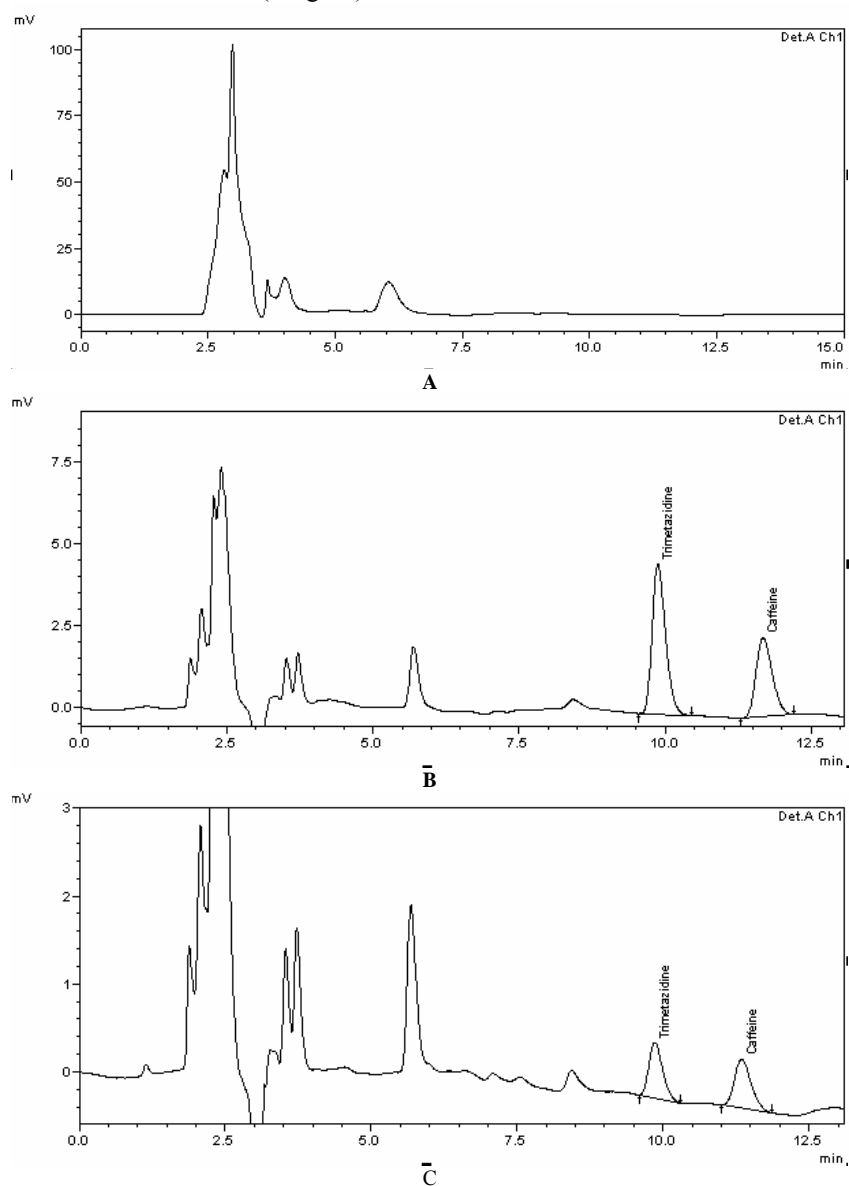 mV
Det.A Ch1
100
75
50
25
0
0.0 2.5 5.0 7.5 10.0 12.5 15.0
min
A
mV
Det.A Ch1
7.5
5.0
2.5
0.0
Trimetazidine
Caffeine
0.0 2.5 5.0 7.5 10.0 12.5
min
B
mV
Det.A Ch1
3
2
1
0
Trimetazidine
Caffeine
0.0 2.5 5.0 7.5 10.0 12.5
min
C